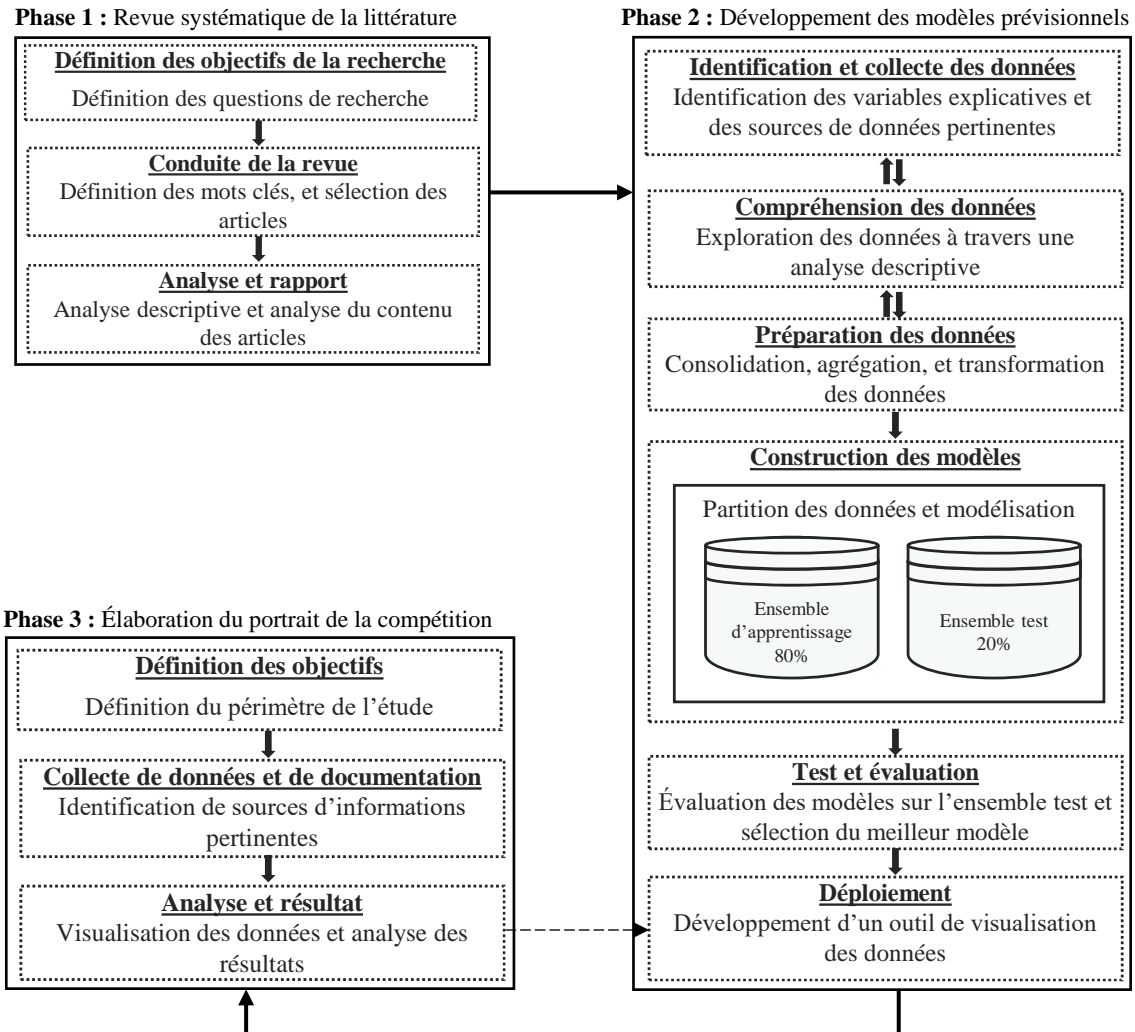 Phase 1 : Revue systématique de la littérature
Définition des objectifs de la recherche
Définition des questions de recherche
Conduite de la revue
Définition des mots clés, et sélection des
articles
Analyse et rapport
Analyse descriptive et analyse du contenu
des articles
Phase 2 : Développement des modèles prévisionnels
Identification et collecte des données
Identification des variables explicatives et
des sources de données pertinentes
Compréhension des données
Exploration des données à travers une
analyse descriptive
Préparation des données
Consolidation, agrégation, et transformation
des données
Construction des modèles
Partition des données et modélisation
Ensemble
d'apprentissage
80%
Ensemble test
20%
Test et évaluation
Évaluation des modèles sur l'ensemble test et
sélection du meilleur modèle
Déploiement
Développement d'un outil de visualisation
des données
Phase 3 : Élaboration du portrait de la compétition
Définition des objectifs
Définition du périmètre de l'étude
Collecte de données et de documentation
Identification de sources d'informations
pertinentes
Analyse et résultat
Visualisation des données et analyse des
résultats